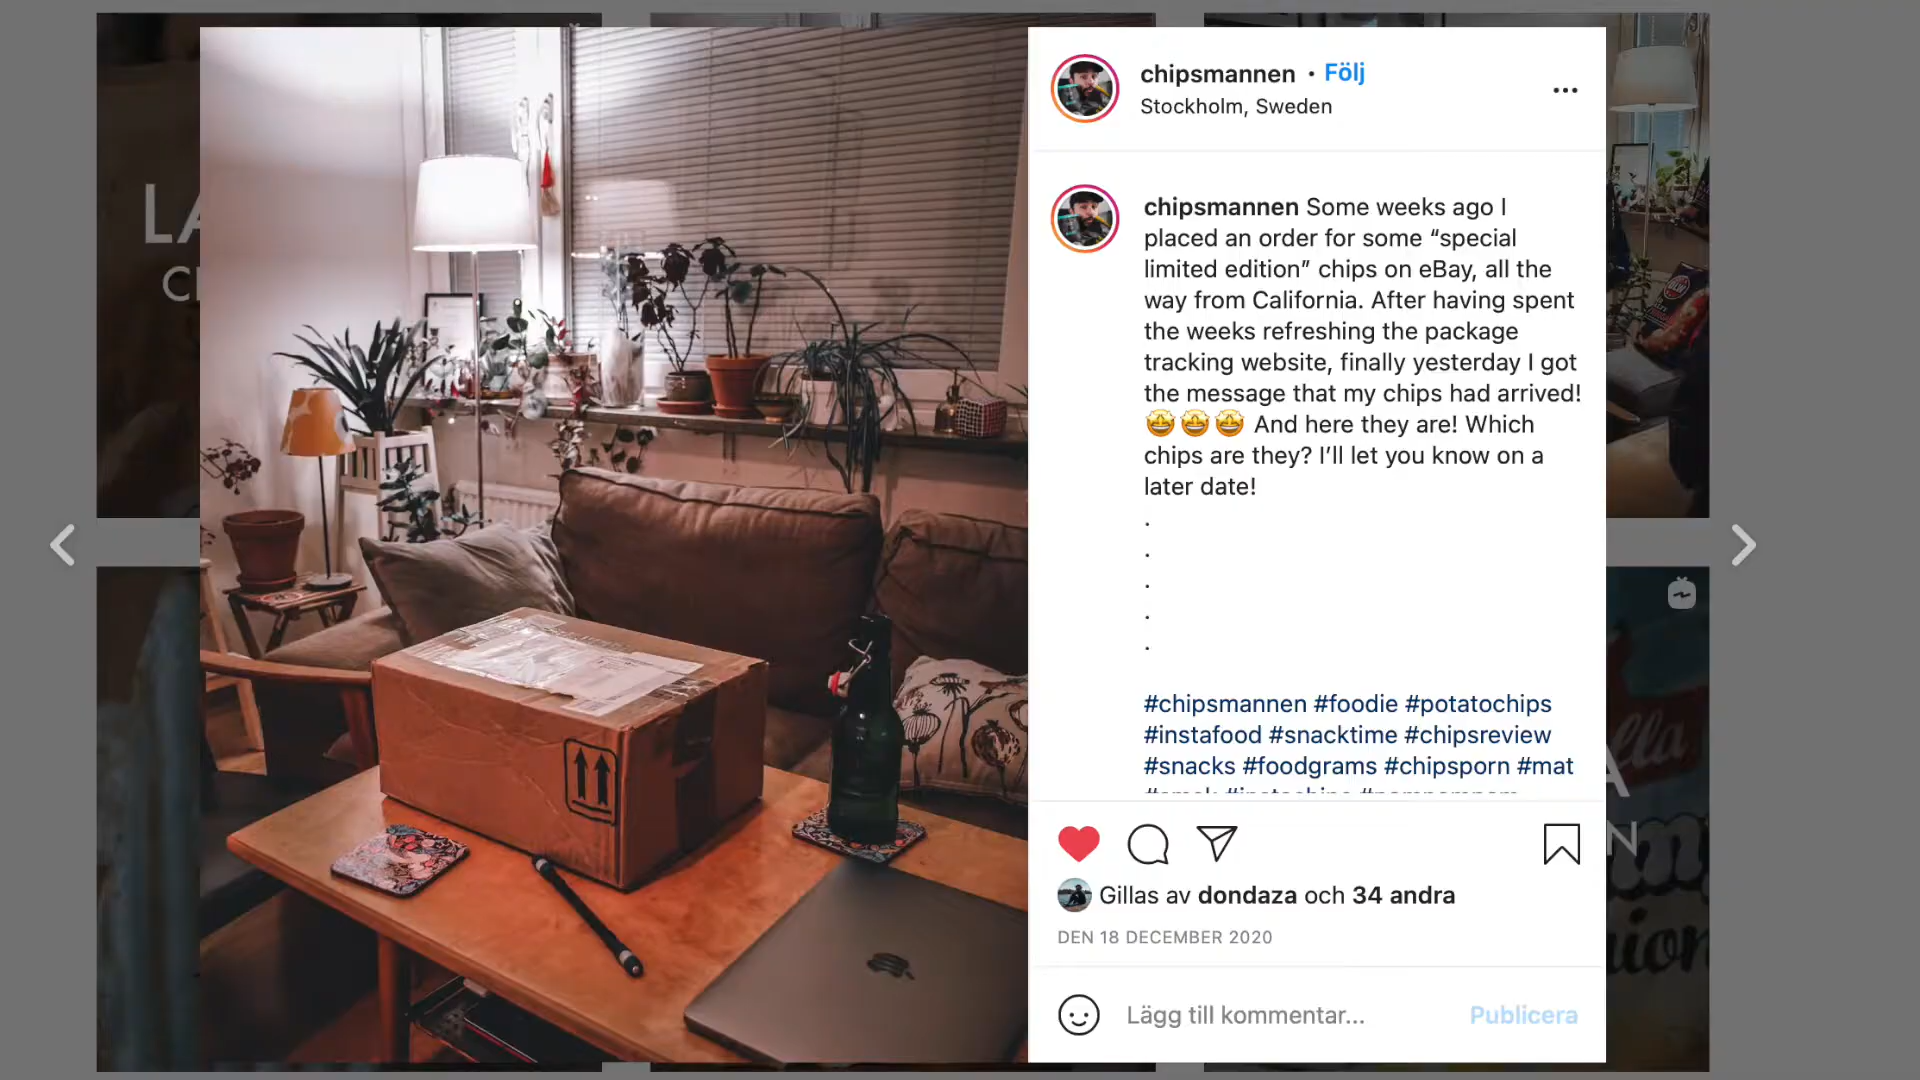 chipsmannen • Följ
Stockholm, Sweden
chipsmannen Some weeks ago I
placed an order for some “special
limited edition” chips on eBay, all the
way from California. After having spent
the weeks refreshing the package
tracking website, finally yesterday I got
the message that my chips had arrived!
🤩🤩🤩 And here they are! Which
chips are they? I’ll let you know on a
later date!
.
.
.
.
.
#chipsmannen #foodie #potatochips
#instafood #snacktime #chipsreview
#snacks #foodgrams #chipsporn #mat
Gillas av dondaza och 34 andra
DEN 18 DECEMBER 2020
Lägg till kommentar...
Publicera